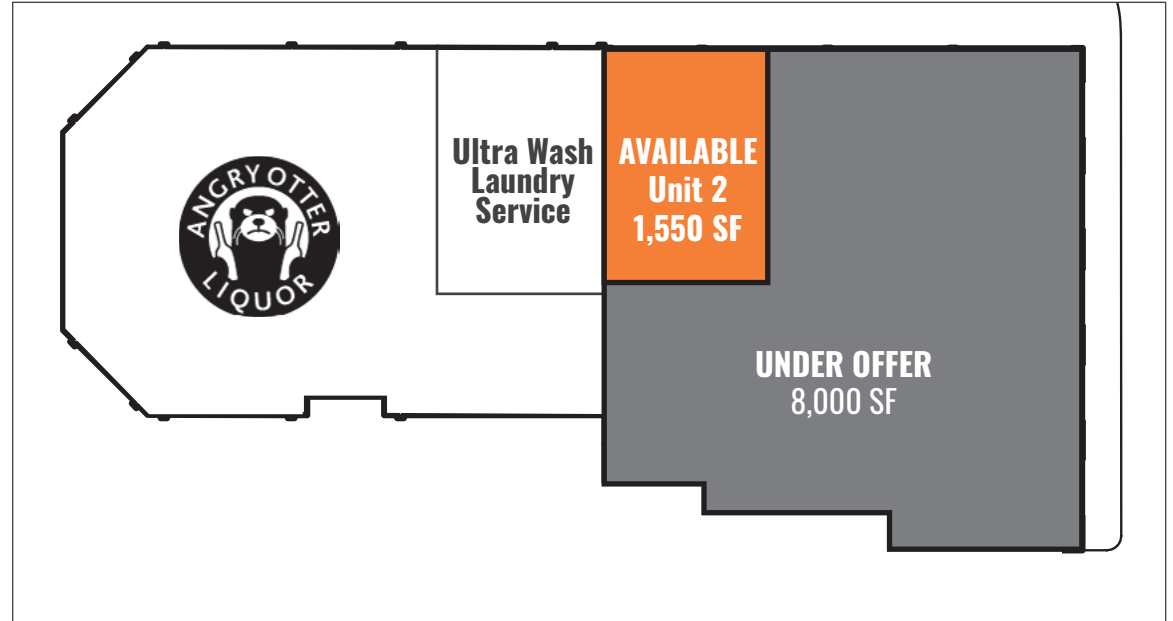 ANGRY OTTER
LIQUOR
Ultra Wash
Laundry
Service
AVAILABLE
Unit 2
1,550 SF
UNDER OFFER
8,000 SF